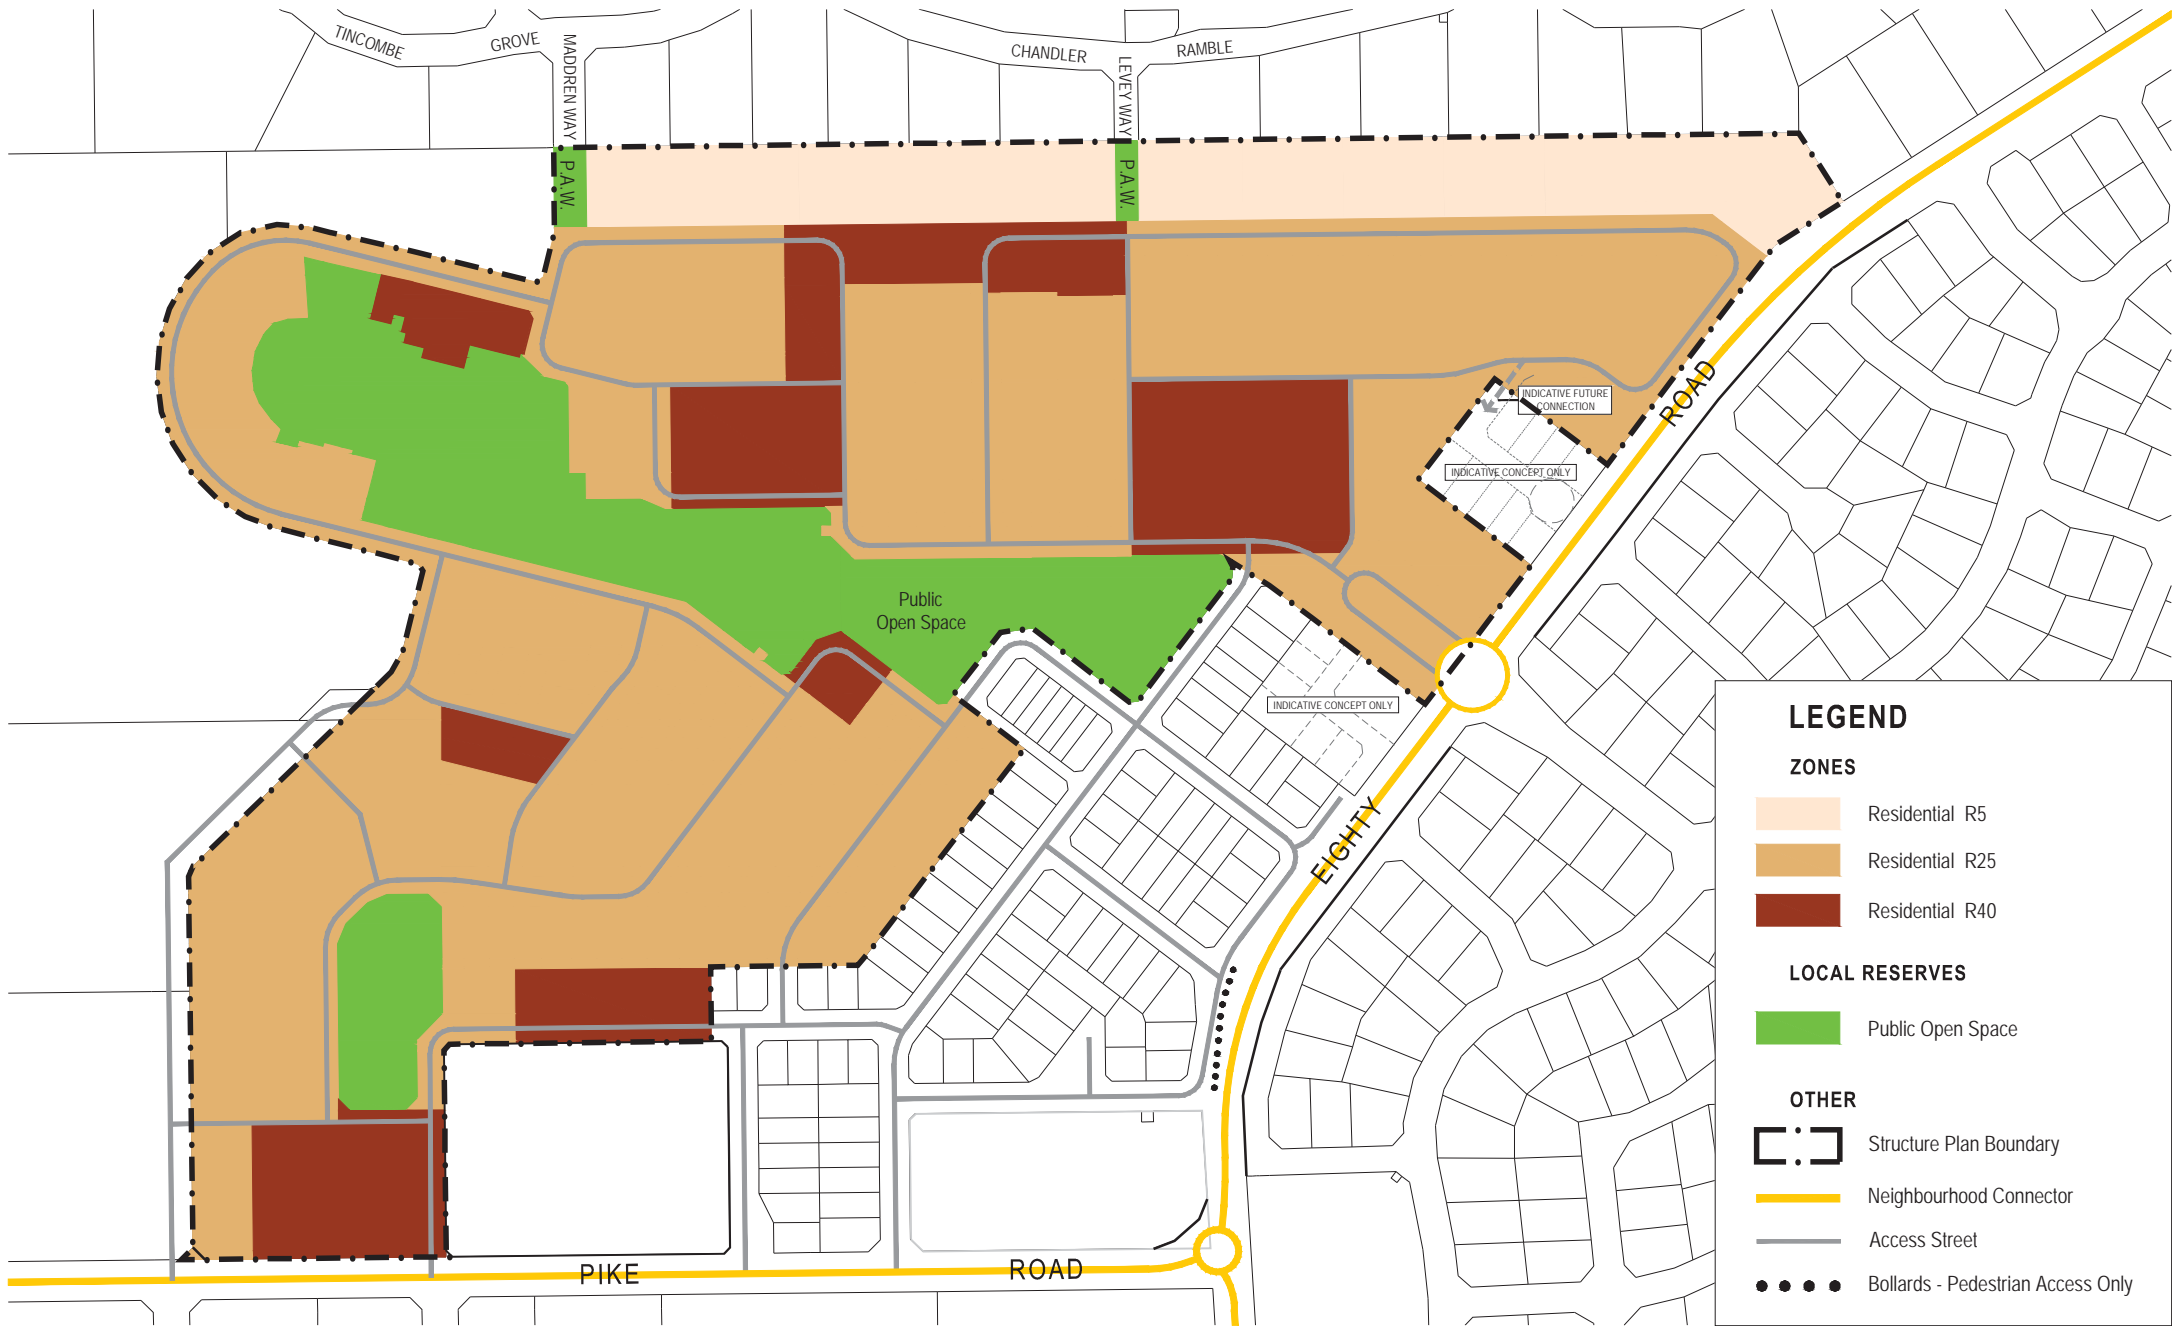 TINCOMBE
GROVE
MADDREN WAY
CHANDLER
RAMBLE
LEVEY WAY
P.A.W.
P.A.W.
INDICATIVE FUTURE
CONNECTION
INDICATIVE CONCEPT ONLY
ROAD
Public
Open Space
INDICATIVE CONCEPT ONLY
EIGHTY
PIKE
ROAD
LEGEND
ZONES
Residential R5
Residential R25
Residential R40
LOCAL RESERVES
Public Open Space
OTHER
Structure Plan Boundary
Neighbourhood Connector
Access Street
Bollards - Pedestrian Access Only